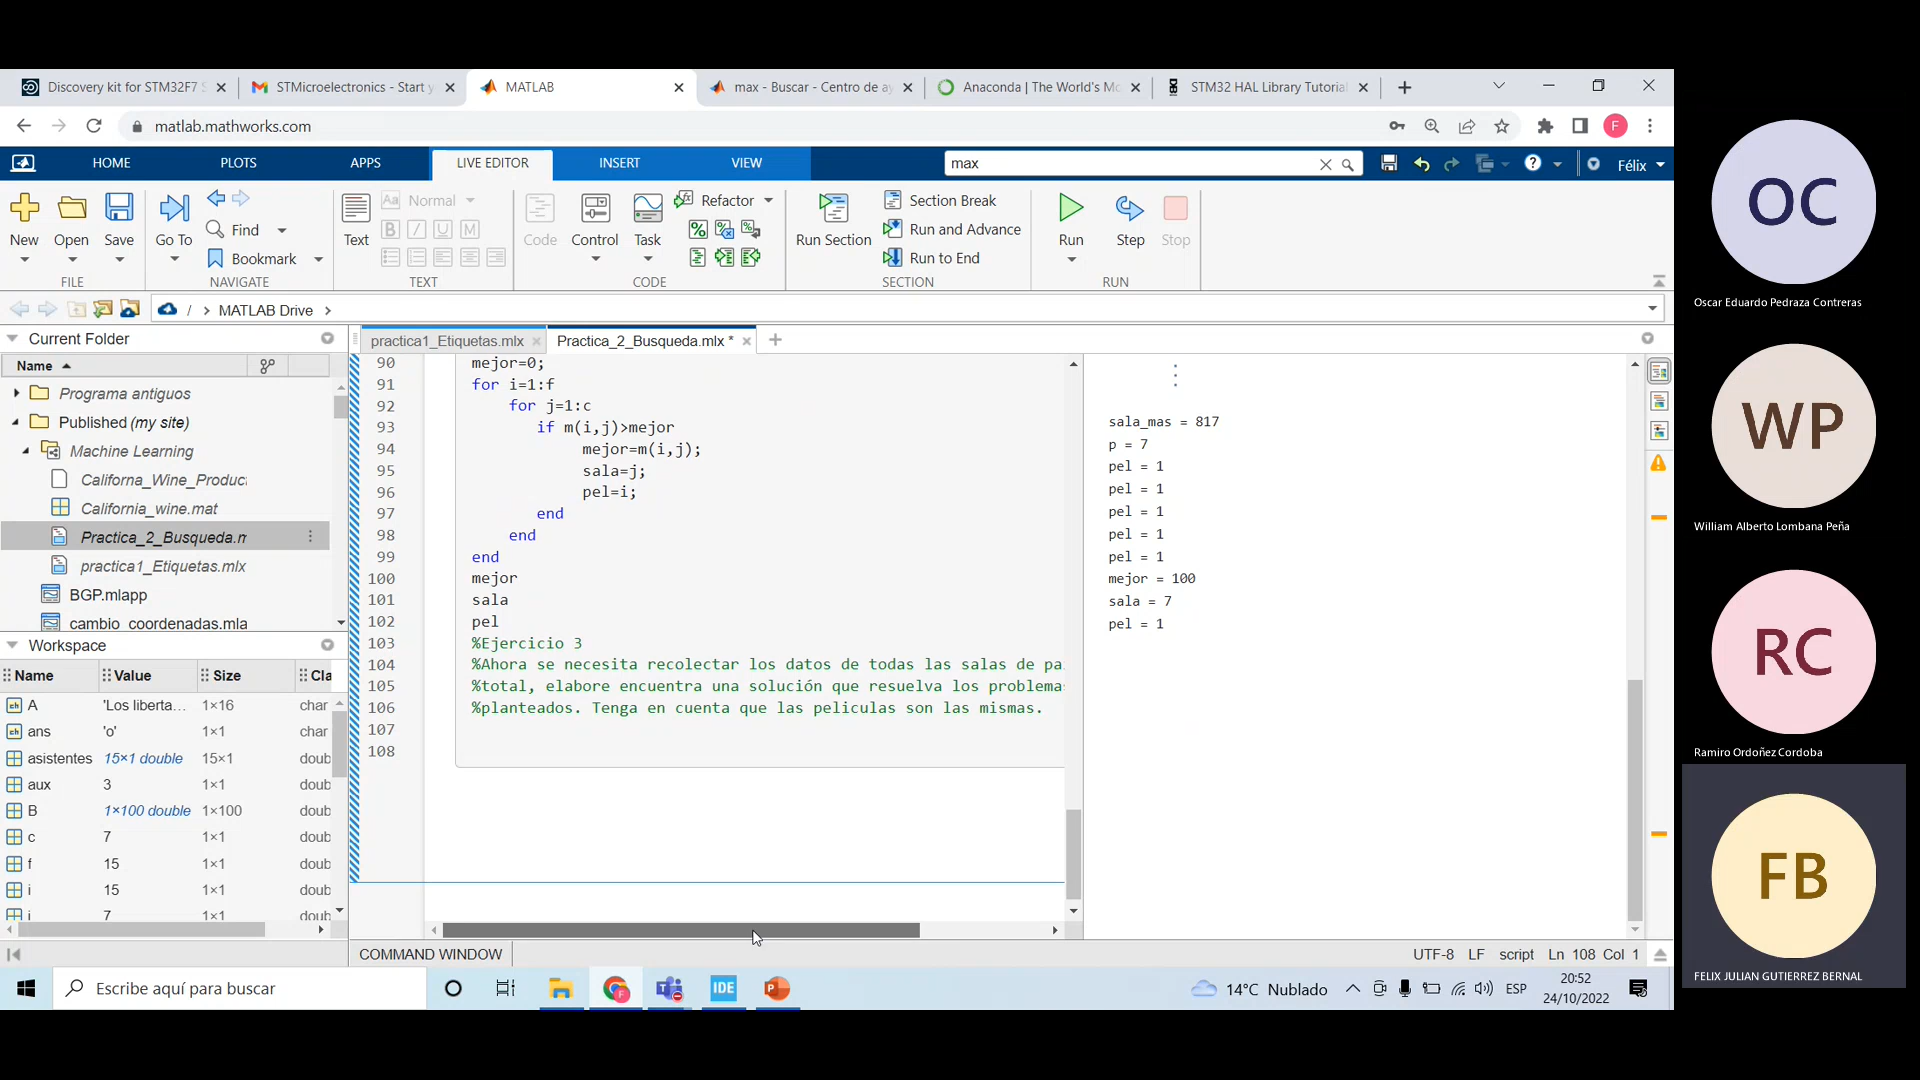 Discovery kit for STM32F7 S
STMicroelectronics - Start y
MATLAB
max - Buscar - Centro de ay
Anaconda | The World's Mo
STM32 HAL Library Tutorial
matlab.mathworks.com
F
HOME
PLOTS
APPS
LIVE EDITOR
INSERT
VIEW
max
Félix
New
Open
Save
FILE
Go To
Find
Bookmark
NAVIGATE
Text
Aa Normal
B I U M
TEXT
Code
Control
Task
Refactor
CODE
Run Section
Section Break
Run and Advance
Run to End
SECTION
Run
Step
Stop
RUN
/ > MATLAB Drive >
Current Folder
Name
Programa antiguos
Published (my site)
Machine Learning
Californa_Wine_Produc
California_wine.mat
Practica_2_Busqueda.m
practica1_Etiquetas.mlx
BGP.mlapp
cambio_coordenadas.mla
Workspace
Name Value Size Cla
A 'Los liberta... 1×16 char
ans 'o' 1×1 char
asistentes 15×1 double 15×1 doub
aux 3 1×1 doub
B 1×100 double 1×100 doub
c 7 1×1 doub
f 15 1×1 doub
i 15 1×1 doub
j 7 1×1 doub
practica1_Etiquetas.mlx
Practica_2_Busqueda.mlx *
90 mejor=0;
91 for i=1:f
92 for j=1:c
93 if m(i,j)>mejor
94 mejor=m(i,j);
95 sala=j;
96 pel=i;
97 end
98 end
99 end
100 mejor
101 sala
102 pel
103 %Ejercicio 3
104 %Ahora se necesita recolectar los datos de todas las salas de pa
105 %total, elabore encuentra una solución que resuelva los problema
106 %planteados. Tenga en cuenta que las peliculas son las mismas.
107
108
sala_mas = 817
p = 7
pel = 1
pel = 1
pel = 1
pel = 1
pel = 1
mejor = 100
sala = 7
pel = 1
COMMAND WINDOW
UTF-8 LF script Ln 108 Col 1
Escribe aquí para buscar
IDE
14°C Nublado
ESP
20:52
24/10/2022
OC
Oscar Eduardo Pedraza Contreras
WP
William Alberto Lombana Peña
RC
Ramiro Ordoñez Cordoba
FB
FELIX JULIAN GUTIERREZ BERNAL